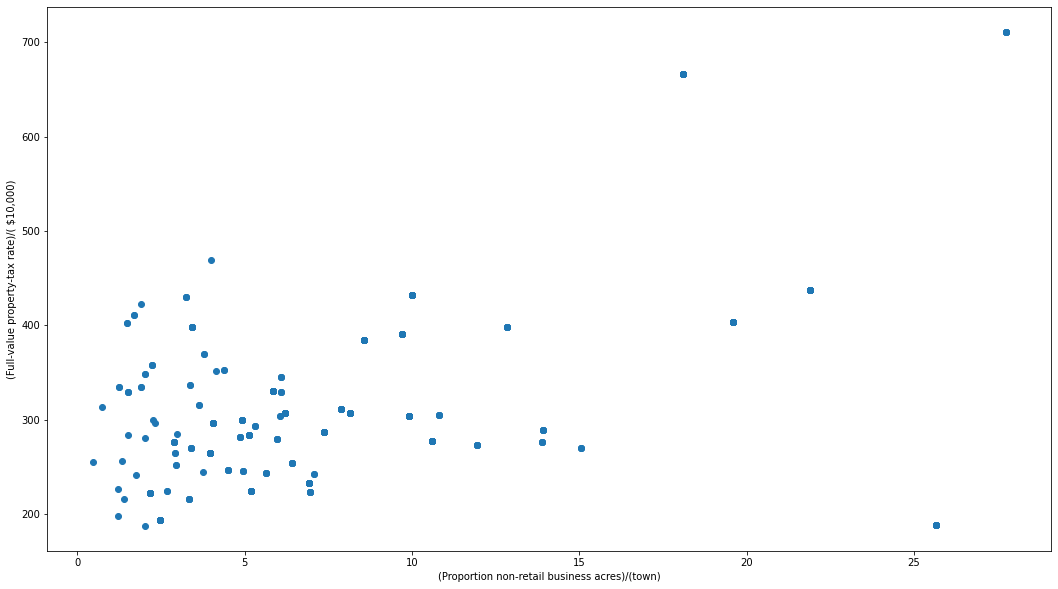 700
600
500
400
300
200
(Full-value property-tax rate)/( $10,000)
0 5 10 15 20 25
(Proportion non-retail business acres)/(town)